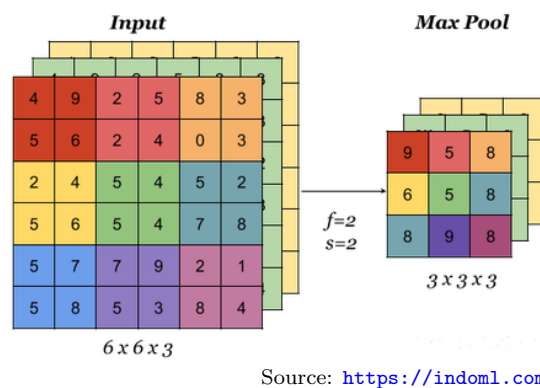 Input
Max Pool
4 9 2 5 8 3
5 6 2 4 0 3
2 4 5 4 5 2
5 6 5 4 7 8
5 7 7 9 2 1
5 8 5 3 8 4
9 5 8
6 5 8
8 9 8
f=2
s=2
6 x 6 x 3
3 x 3 x 3
Source: https://indoml.com